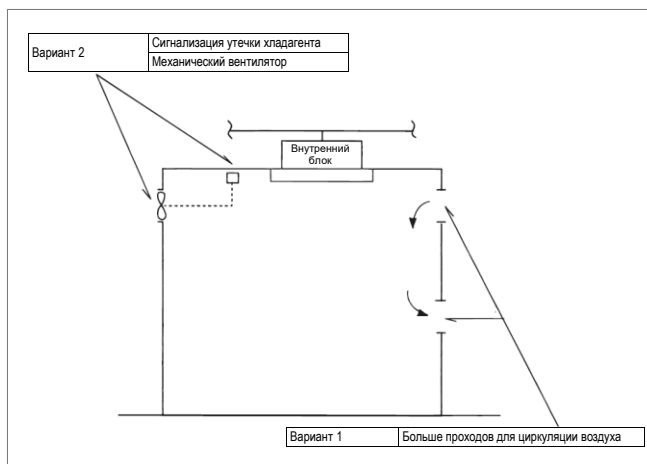 Вариант 2
Сигнализация утечки хладагента
Механический вентилятор
Внутренний
блок
Вариант 1
Больше проходов для циркуляции воздуха